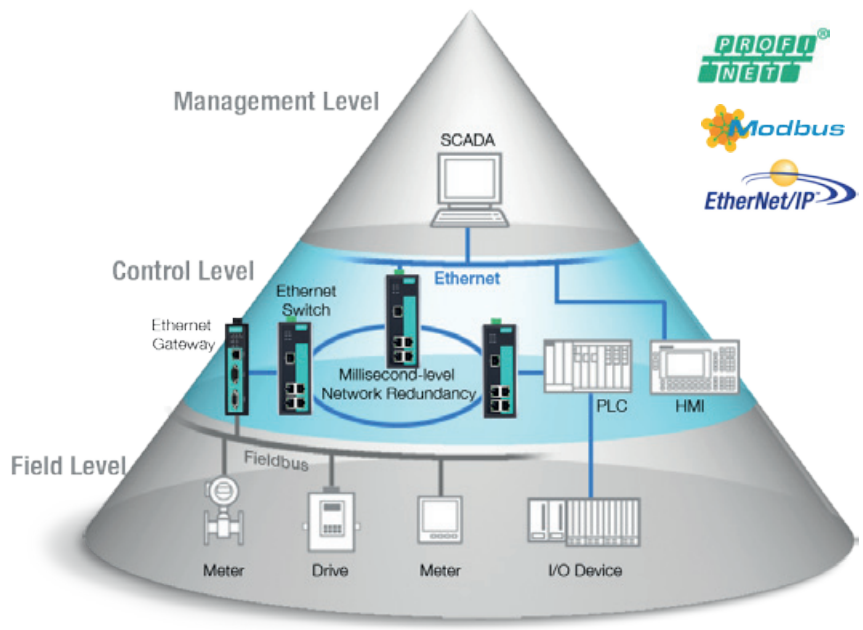 PROFI®
NET
Management Level
Modbus
SCADA
EtherNet/IP™
Control Level
Ethernet
Ethernet
Switch
Ethernet
Gateway
Millisecond-level
Network Redundancy
PLC
HMI
Field Level
Fieldbus
Meter
Drive
Meter
I/O Device